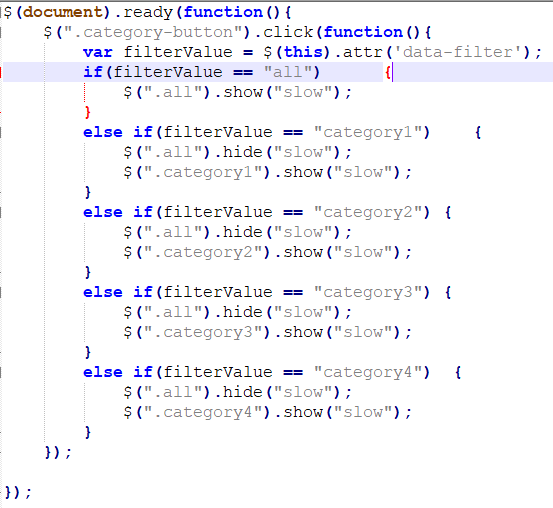 $(document).ready(function(){
    $(".category-button").click(function(){
        var filterValue = $(this).attr('data-filter');
        if(filterValue == "all")      {
            $(".all").show("slow");
        }
        else if(filterValue == "category1")    {
            $(".all").hide("slow");
            $(".category1").show("slow");
        }
        else if(filterValue == "category2") {
            $(".all").hide("slow");
            $(".category2").show("slow");
        }
        else if(filterValue == "category3") {
            $(".all").hide("slow");
            $(".category3").show("slow");
        }
        else if(filterValue == "category4")  {
            $(".all").hide("slow");
            $(".category4").show("slow");
        }
    });

});